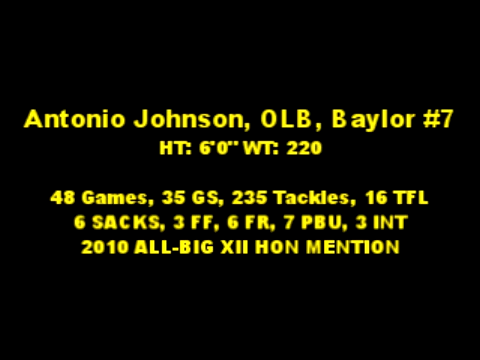 Antonio Johnson, OLB, Baylor #7
HT: 6'0" WT: 220
48 Games, 35 GS, 235 Tackles, 16 TFL
6 SACKS, 3 FF, 6 FR, 7 PBU, 3 INT
2010 ALL-BIG XII HON MENTION